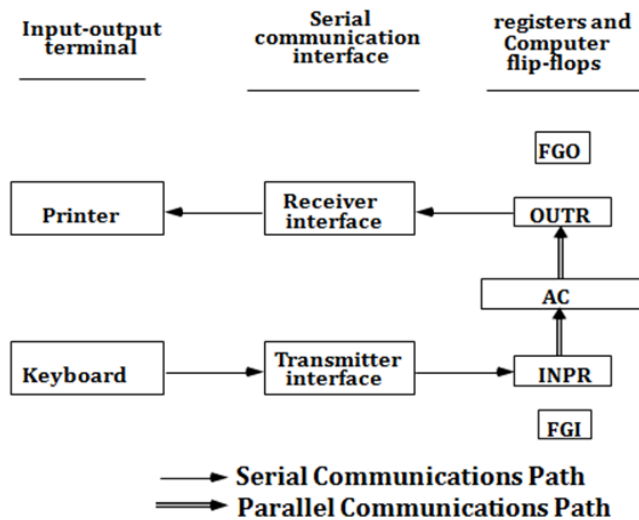 Input-output
terminal
Serial
communication
interface
registers and
Computer
flip-flops
FGO
Printer
Receiver
interface
OUTR
AC
Keyboard
Transmitter
interface
INPR
FGI
Serial Communications Path
Parallel Communications Path